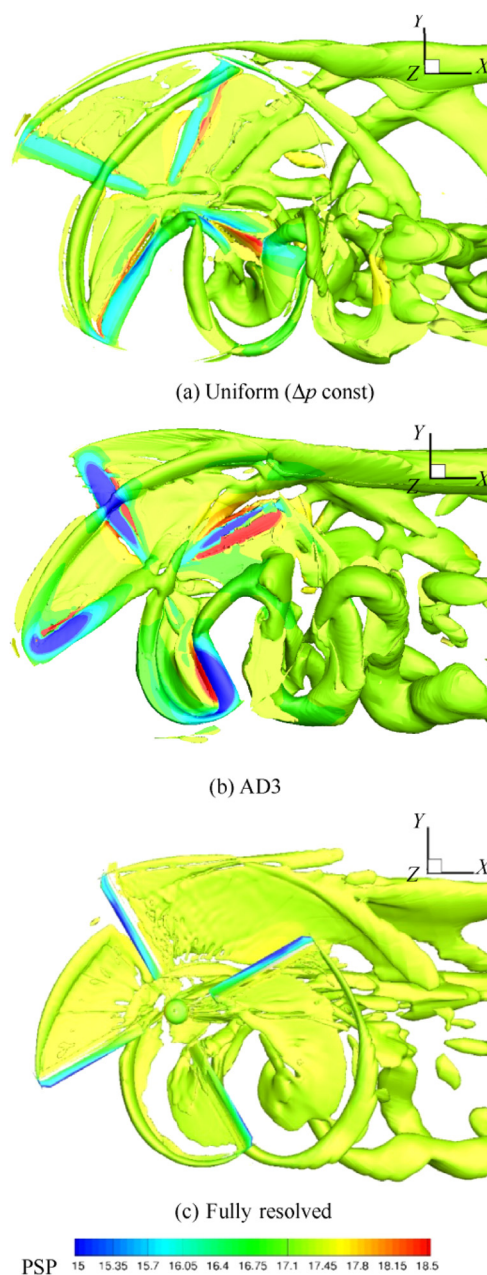 Y
Z X
(a) Uniform (Δp const)
Y
Z X
(b) AD3
Y
Z X
(c) Fully resolved
PSP 15 15.35 15.7 16.05 16.4 16.75 17.1 17.45 17.8 18.15 18.5